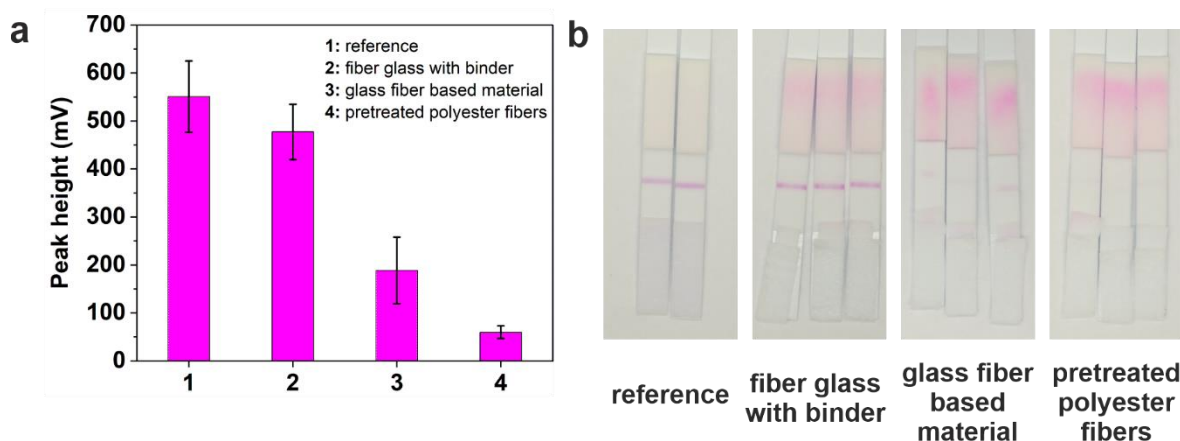 a
700
600
500
400
300
200
100
0
Peak height (mV)
1: reference
2: fiber glass with binder
3: glass fiber based material
4: pretreated polyester fibers
1 2 3 4
b
reference
fiber glass
with binder
glass fiber
based
material
pretreated
polyester
fibers